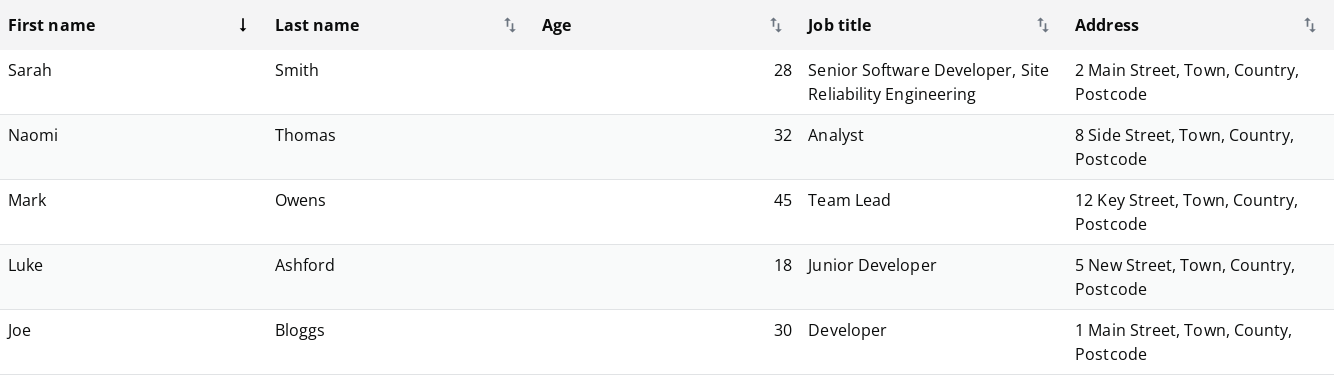 First name Last name Age Job title Address
Sarah Smith 28 Senior Software Developer, Site 2 Main Street, Town, Country,
Reliability Engineering Postcode
Naomi Thomas 32 Analyst 8 Side Street, Town, Country,
Postcode
Mark Owens 45 Team Lead 12 Key Street, Town, Country,
Postcode
Luke Ashford 18 Junior Developer 5 New Street, Town, Country,
Postcode
Joe Bloggs 30 Developer 1 Main Street, Town, County,
Postcode